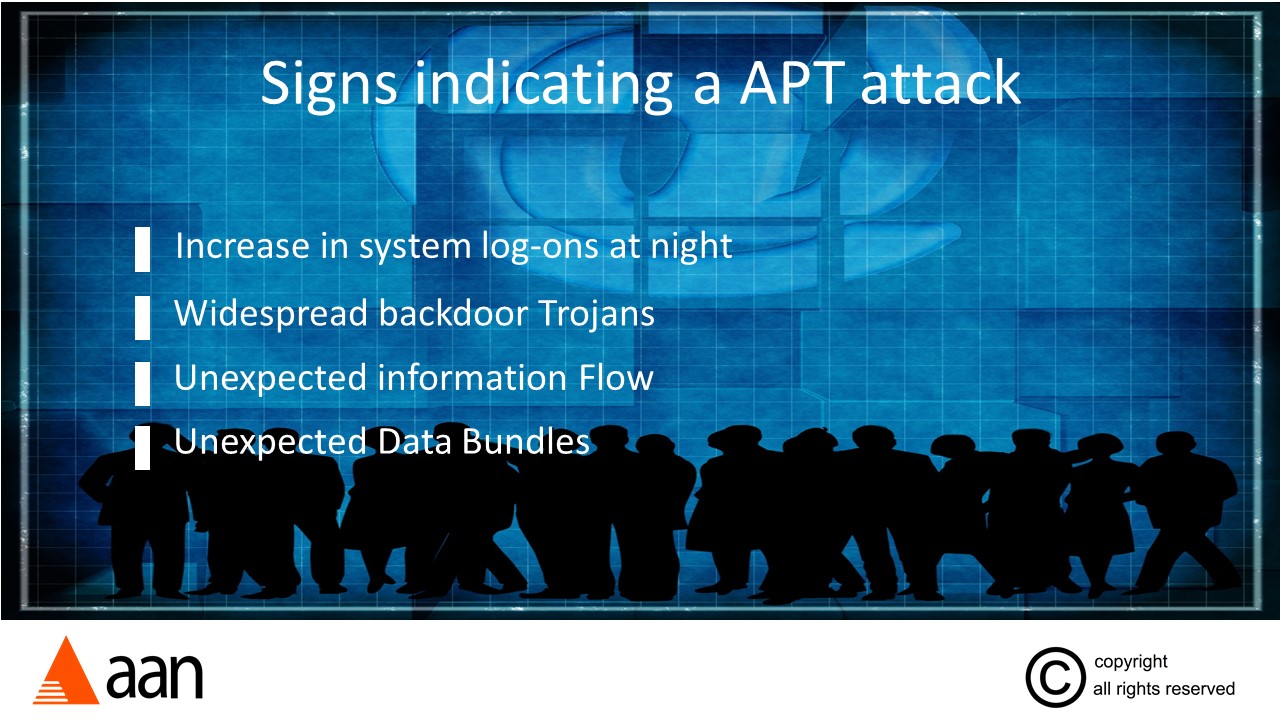 Signs indicating a APT attack
Increase in system log-ons at night
Widespread backdoor Trojans
Unexpected information Flow
Unexpected Data Bundles
aan
© copyright
all rights reserved